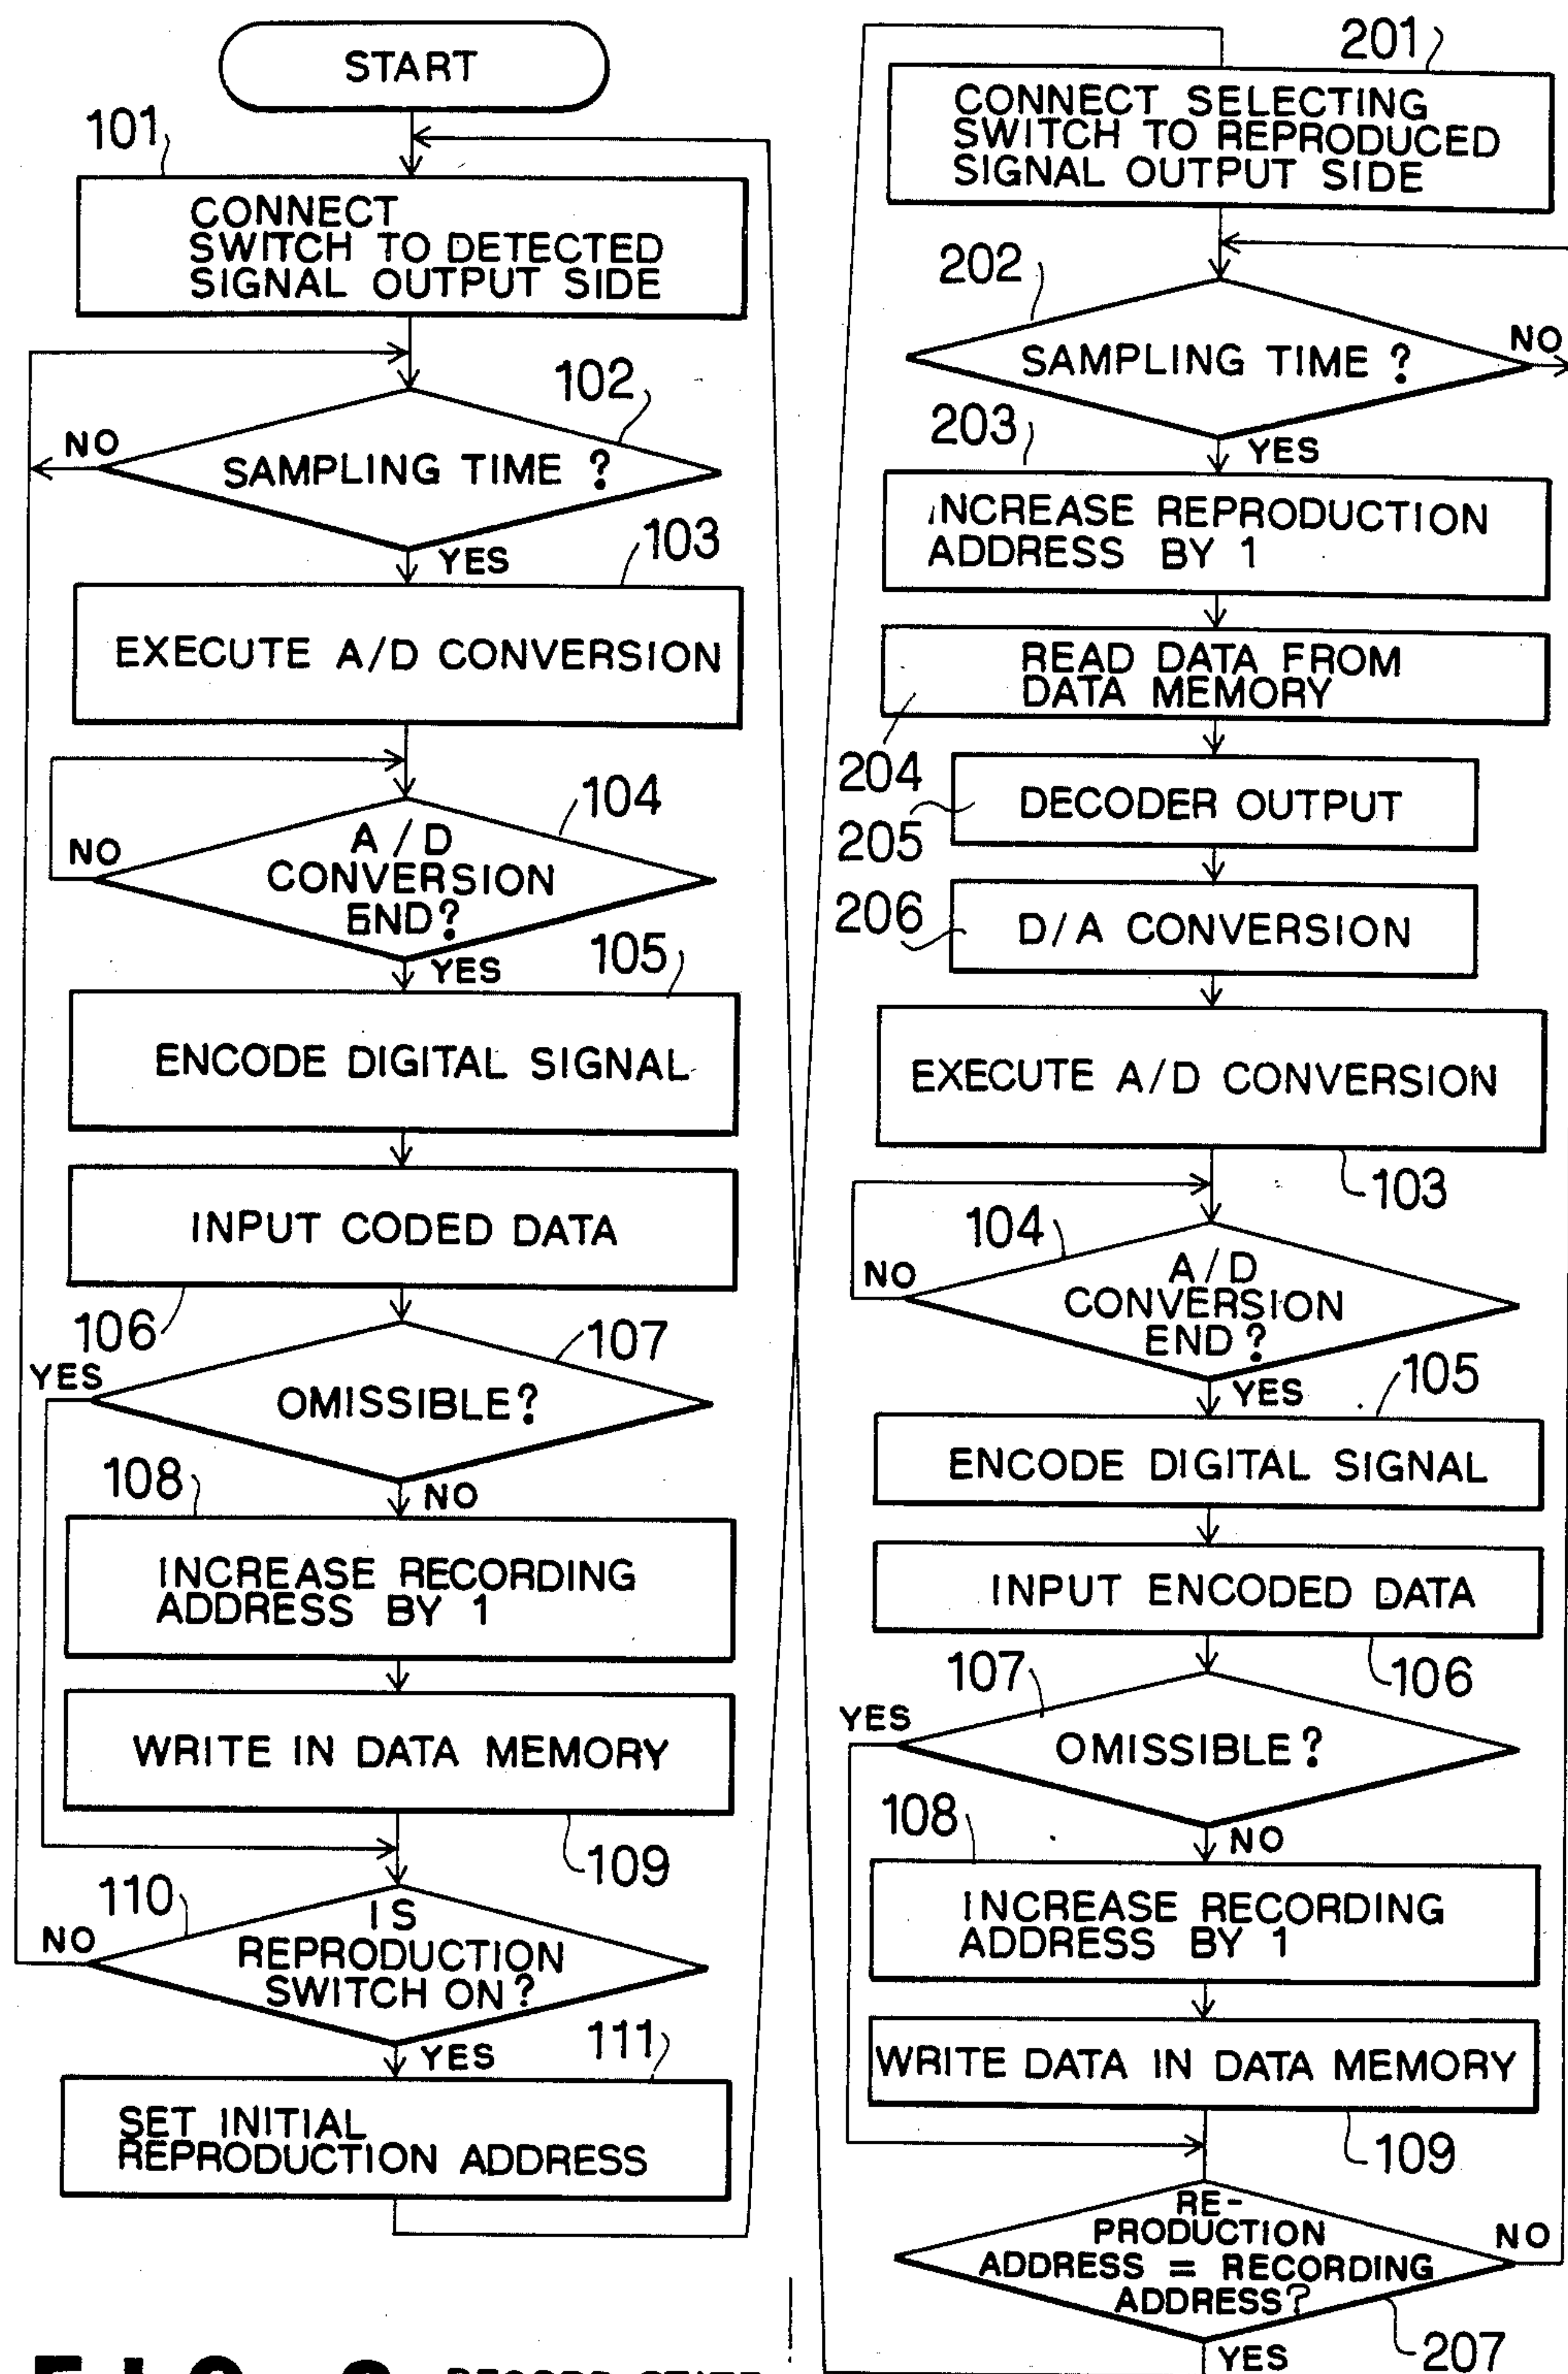 START
101
CONNECT
SWITCH TO DETECTED
SIGNAL OUTPUT SIDE
102
NO
SAMPLING TIME ?
YES
103
EXECUTE A/D CONVERSION
104
NO
A / D
CONVERSION
END?
YES
105
ENCODE DIGITAL SIGNAL
INPUT CODED DATA
106
107
YES
OMISSIBLE?
108
NO
INCREASE RECORDING
ADDRESS BY 1
WRITE IN DATA MEMORY
109
110
NO
IS
REPRODUCTION
SWITCH ON?
YES
111
SET INITIAL
REPRODUCTION ADDRESS
201
CONNECT SELECTING
SWITCH TO REPRODUCED
SIGNAL OUTPUT SIDE
202
NO
SAMPLING TIME ?
203
YES
INCREASE REPRODUCTION
ADDRESS BY 1
READ DATA FROM
DATA MEMORY
204
DECODER OUTPUT
205
206
D/A CONVERSION
EXECUTE A/D CONVERSION
103
104
NO
A/D
CONVERSION
END?
105
YES
ENCODE DIGITAL SIGNAL
INPUT ENCODED DATA
107
106
YES
OMISSIBLE?
108
NO
INCREASE RECORDING
ADDRESS BY 1
WRITE DATA IN DATA MEMORY
109
RE-
PRODUCTION
ADDRESS = RECORDING
ADDRESS?
NO
207
YES